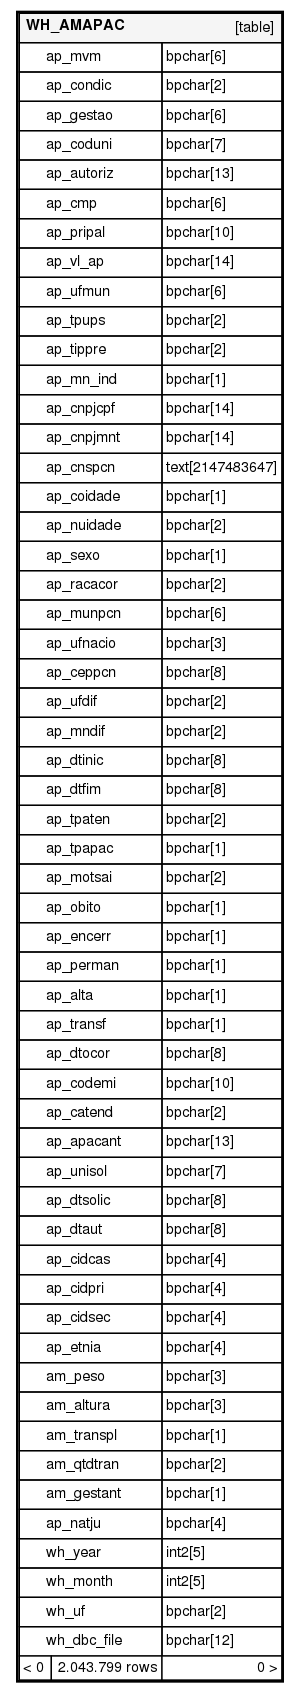 WH_AMAPAC [table]
ap_mvm bpchar[6]
ap_condic bpchar[2]
ap_gestao bpchar[6]
ap_coduni bpchar[7]
ap_autoriz bpchar[13]
ap_cmp bpchar[6]
ap_pripal bpchar[10]
ap_vl_ap bpchar[14]
ap_ufmun bpchar[6]
ap_tpups bpchar[2]
ap_tippre bpchar[2]
ap_mn_ind bpchar[1]
ap_cnpjcpf bpchar[14]
ap_cnpjmnt bpchar[14]
ap_cnspcn text[2147483647]
ap_coidade bpchar[1]
ap_nuidade bpchar[2]
ap_sexo bpchar[1]
ap_racacor bpchar[2]
ap_munpcn bpchar[6]
ap_ufnacio bpchar[3]
ap_ceppcn bpchar[8]
ap_ufdif bpchar[2]
ap_mndif bpchar[2]
ap_dtinic bpchar[8]
ap_dtfim bpchar[8]
ap_tpaten bpchar[2]
ap_tpapac bpchar[1]
ap_motsai bpchar[2]
ap_obito bpchar[1]
ap_encerr bpchar[1]
ap_perman bpchar[1]
ap_alta bpchar[1]
ap_transf bpchar[1]
ap_dtocor bpchar[8]
ap_codemi bpchar[10]
ap_catend bpchar[2]
ap_apacant bpchar[13]
ap_unisol bpchar[7]
ap_dtsolic bpchar[8]
ap_dtaut bpchar[8]
ap_cidcas bpchar[4]
ap_cidpri bpchar[4]
ap_cidsec bpchar[4]
ap_etnia bpchar[4]
am_peso bpchar[3]
am_altura bpchar[3]
am_transpl bpchar[1]
am_qtdtran bpchar[2]
am_gestant bpchar[1]
ap_natju bpchar[4]
wh_year int2[5]
wh_month int2[5]
wh_uf bpchar[2]
wh_dbc_file bpchar[12]
< 0 2.043.799 rows 0 >